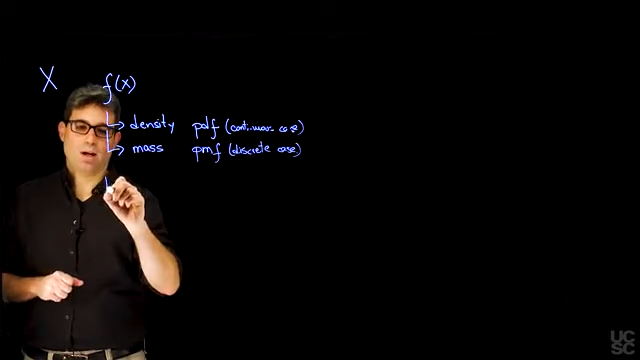 X f(x)
density pdf (continuous case)
mass pmf (discrete case)
UC
SC